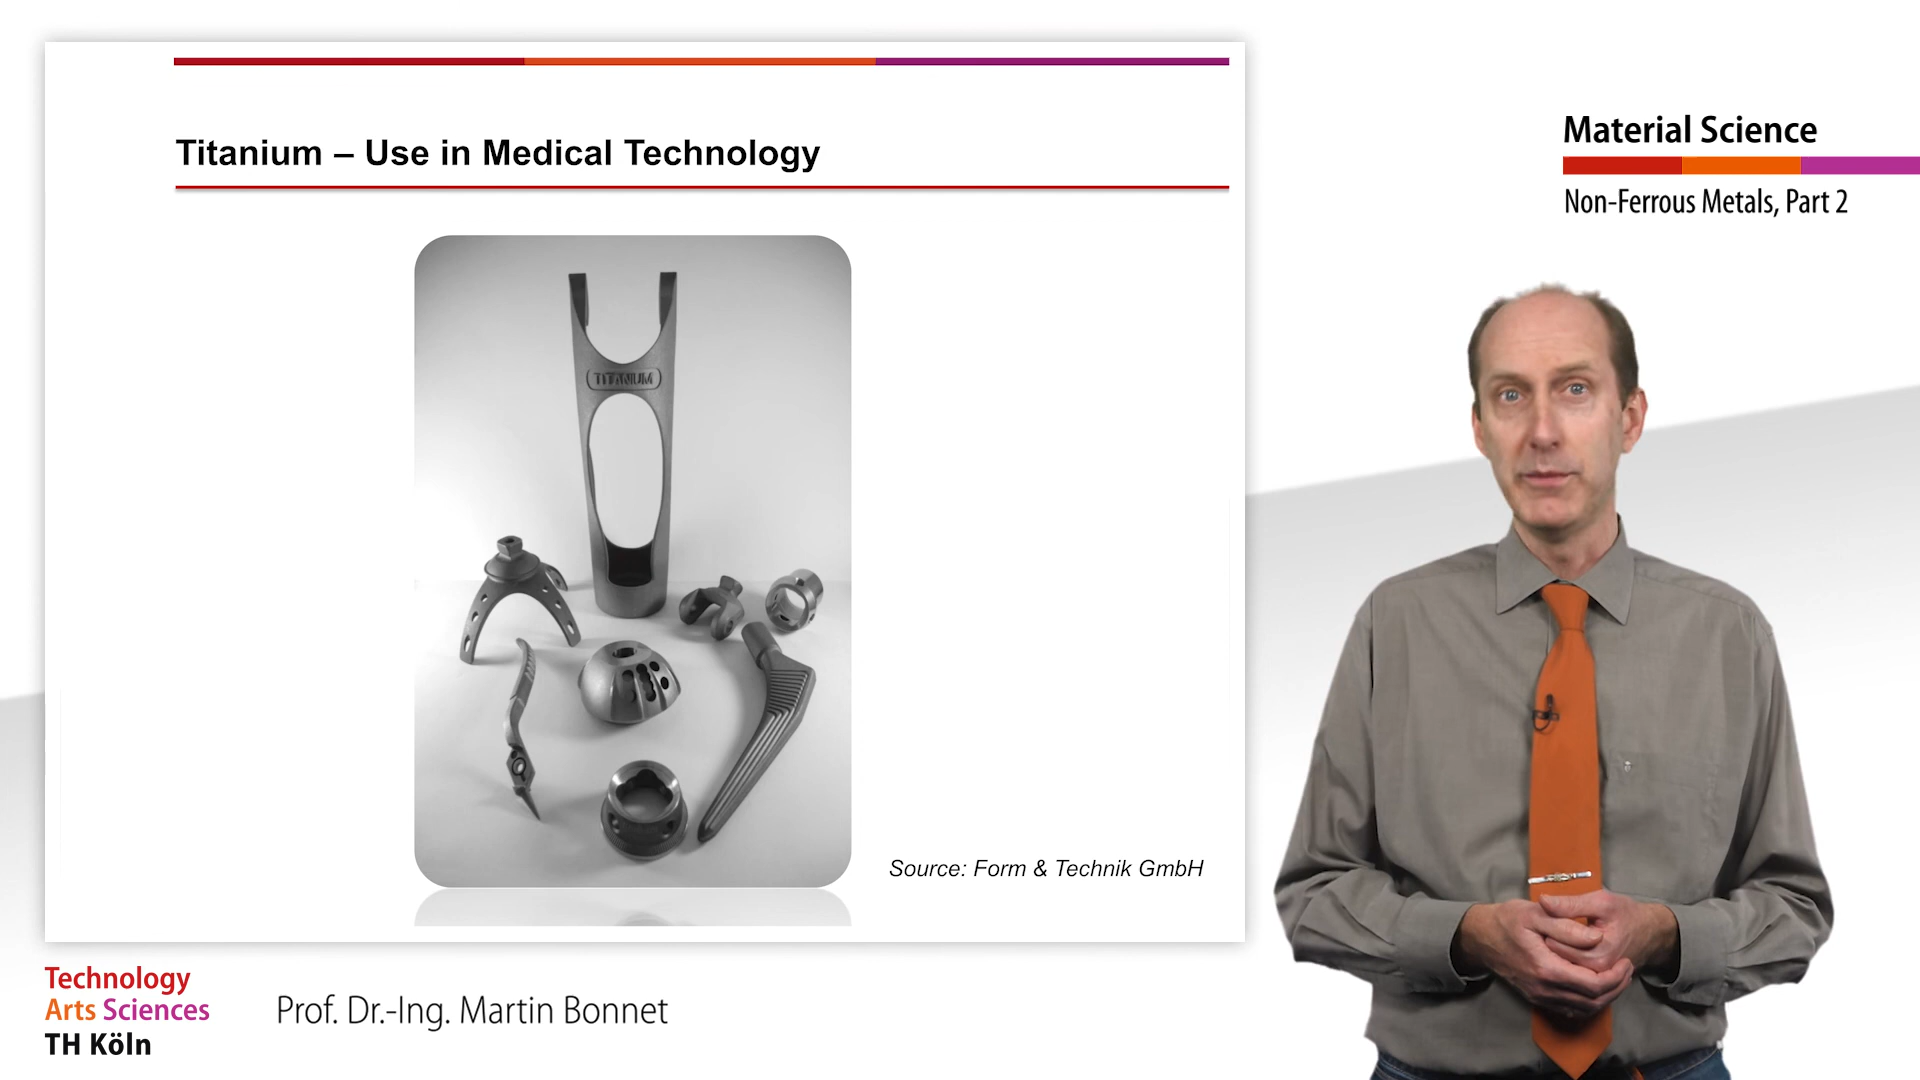 Titanium – Use in Medical Technology
TITANIUM
Source: Form & Technik GmbH
Material Science
Non-Ferrous Metals, Part 2
Technology
Arts Sciences
TH Köln
Prof. Dr.-Ing. Martin Bonnet